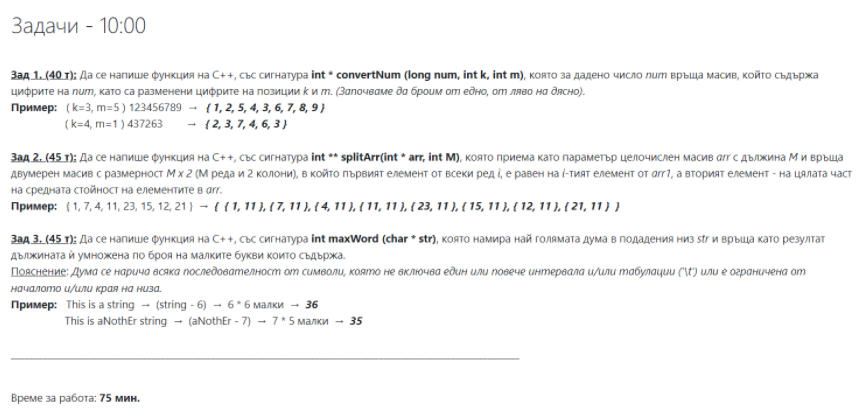 Задачи - 10:00
Зад 1. (40 т): Да се напише функция на С++, със сигнатура int * convertNum (long num, int k, int m), която за дадено число num връща масив, който съдържа
цифрите на num, като са разменени цифрите на позиции k и m. (Започваме да броим от едно, от ляво на дясно).
Пример: ( k=3, m=5 ) 123456789 → { 1, 2, 5, 4, 3, 6, 7, 8, 9 }
( k=4, m=1 ) 437263 → { 2, 3, 7, 4, 6, 3 }
Зад 2. (45 т): Да се напише функция на С++, със сигнатура int ** splitArr(int * arr, int M), която приема като параметър целочислен масив arr с дължина M и връща
двумерен масив с размерност M x 2 (M реда и 2 колони), в който първият елемент от всеки ред i, е равен на i-тият елемент от arr1, а вторият елемент - на цялата част
на средната стойност на елементите в arr.
Пример: { 1, 7, 4, 11, 23, 15, 12, 21 } → { { 1, 11 }, { 7, 11 }, { 4, 11 }, { 11, 11 }, { 23, 11 }, { 15, 11 }, { 12, 11 }, { 21, 11 } }
Зад 3. (45 т): Да се напише функция на С++, със сигнатура int maxWord (char * str), която намира най голямата дума в подадения низ str и връща като резултат
дължината ѝ умножена по броя на малките букви които съдържа.
Пояснение: Дума се нарича всяка последователност от символи, която не включва един или повече интервала и/или табулации ('\t') или е ограничена от
началото и/или края на низа.
Пример: This is a string → (string - 6) → 6 * 6 малки → 36
This is aNothEr string → (aNothEr - 7) → 7 * 5 малки → 35
Време за работа: 75 мин.